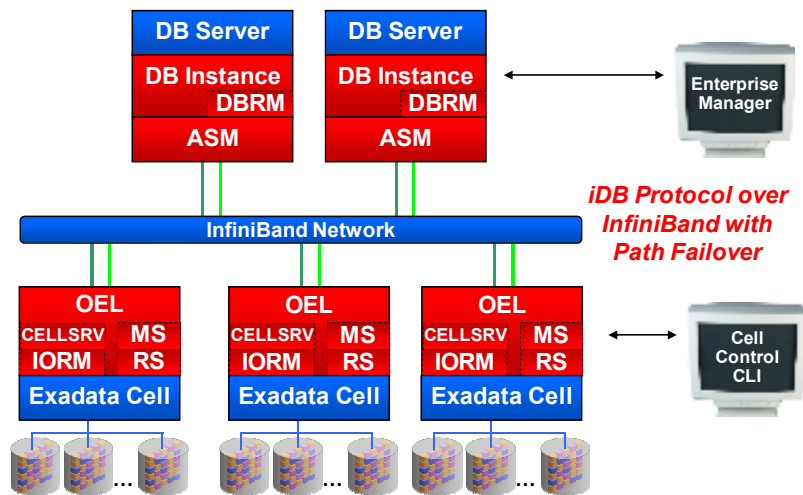 DB Server
DB Instance
DBRM
ASM
DB Server
DB Instance
DBRM
ASM
Enterprise
Manager
iDB Protocol over
InfiniBand with
Path Failover
InfiniBand Network
OEL
CELLSRV MS
IORM RS
Exadata Cell
OEL
CELLSRV MS
IORM RS
Exadata Cell
OEL
CELLSRV MS
IORM RS
Exadata Cell
Cell
Control
CLI
...
...
...